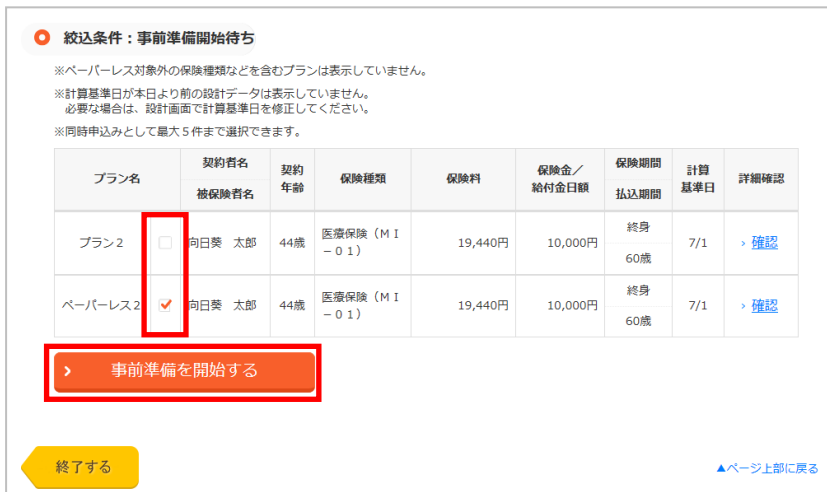 絞込条件：事前準備開始待ち
※ペーパーレス対象外の保険種類などを含むプランは表示していません。
※計算基準日が本日より前の設計データは表示していません。
必要な場合は、設計画面で計算基準日を修正してください。
※同時申込みとして最大５件まで選択できます。
プラン名 契約者名 被保険者名 契約年齢 保険種類 保険料 保険金／給付金日額 保険期間 払込期間 計算基準日 詳細確認
プラン２ 向日葵　太郎 44歳 医療保険（ＭＩ－０１） 19,440円 10,000円 終身 60歳 7/1 › 確認
ペーパーレス２ 向日葵　太郎 44歳 医療保険（ＭＩ－０１） 19,440円 10,000円 終身 60歳 7/1 › 確認
› 事前準備を開始する
終了する
▲ページ上部に戻る